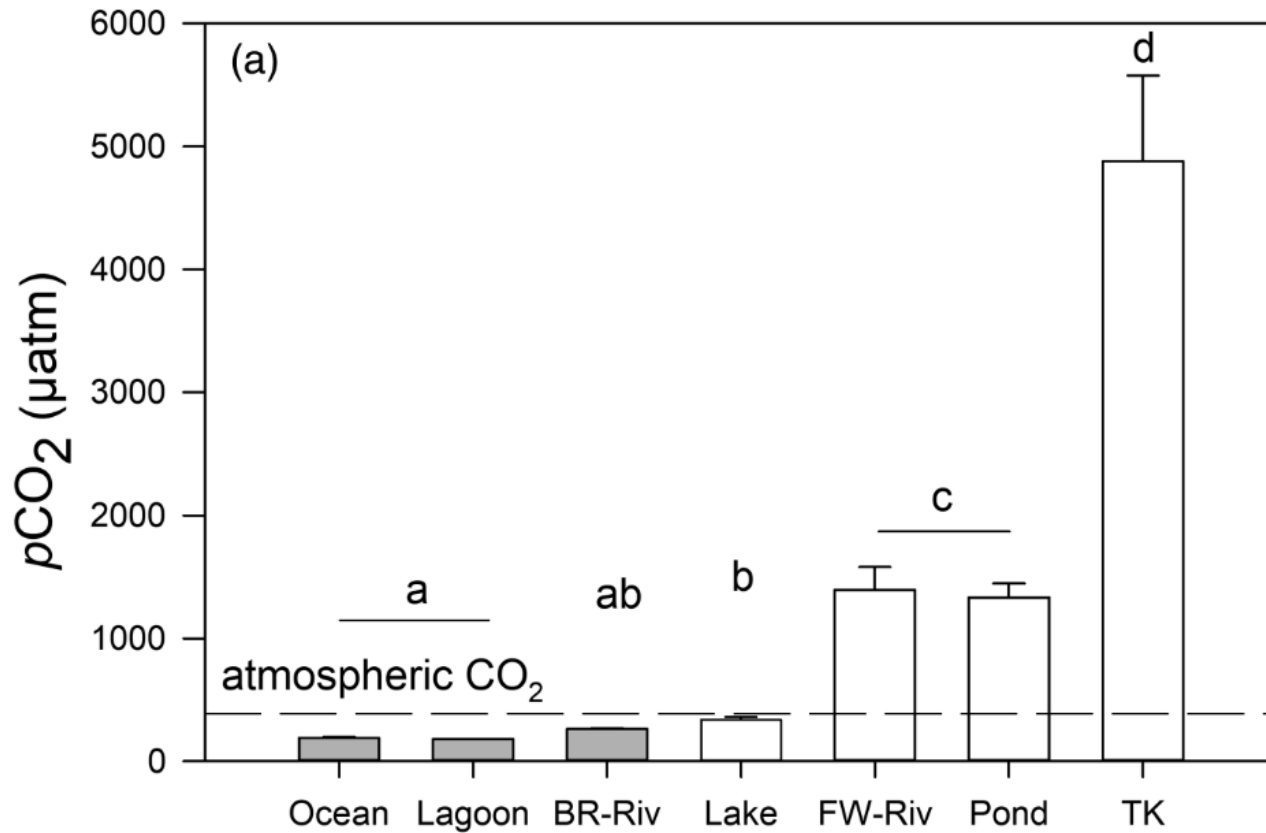 (a)
6000
5000
4000
3000
2000
1000
0
pCO₂ (µatm)
d
c
b
ab
a
atmospheric CO₂
Ocean Lagoon BR-Riv Lake FW-Riv Pond TK